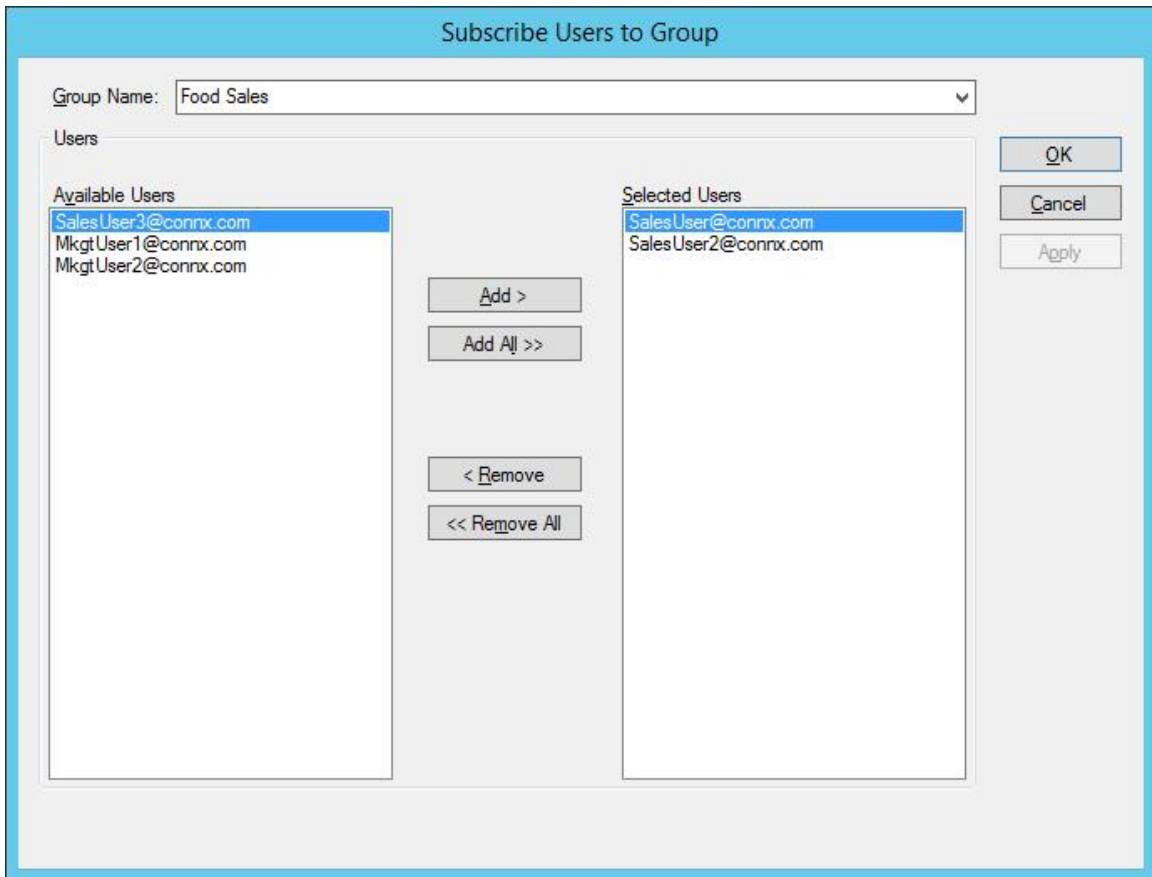 Subscribe Users to Group
Group Name: Food Sales
Users
OK
Available Users
Selected Users
Cancel
SalesUser3@connx.com
SalesUser@connx.com
MkgtUser1@connx.com
SalesUser2@connx.com
Apply
MkgtUser2@connx.com
Add >
Add All >>
< Remove
<< Remove All